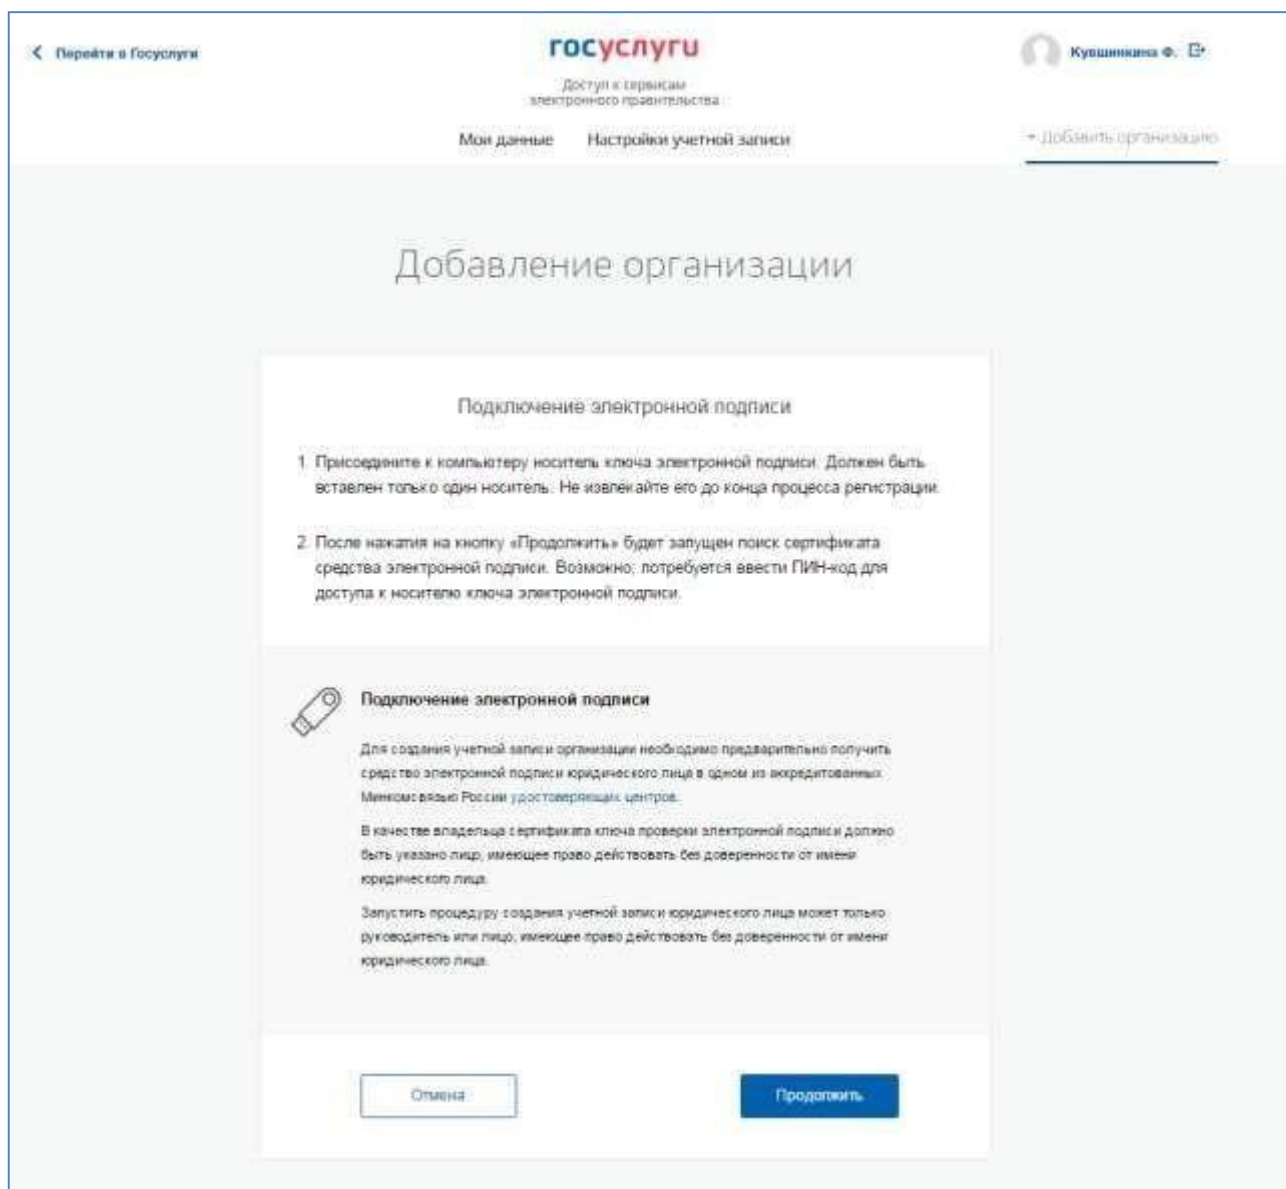 Перейти в Госуслуги
госуслуги
Кувшинкина Ф.
Доступ к сервисам
электронного правительства
Мои данные Настройки учетной записи
+ Добавить организацию
Добавление организации
Подключение электронной подписи
1. Присоедините к компьютеру носитель ключа электронной подписи. Должен быть
вставлен только один носитель. Не извлекайте его до конца процесса регистрации.
2. После нажатия на кнопку «Продолжить» будет запущен поиск сертификата
средства электронной подписи. Возможно, потребуется ввести ПИН-код для
доступа к носителю ключа электронной подписи.
Подключение электронной подписи
Для создания учетной записи организации необходимо предварительно получить
средство электронной подписи юридического лица в одном из аккредитованных
Минкомсвязью России удостоверяющих центров.
В качестве владельца сертификата ключа проверки электронной подписи должно
быть указано лицо, имеющее право действовать без доверенности от имени
юридического лица.
Запустить процедуру создания учетной записи юридического лица может только
руководитель или лицо, имеющее право действовать без доверенности от имени
юридического лица.
Отмена
Продолжить